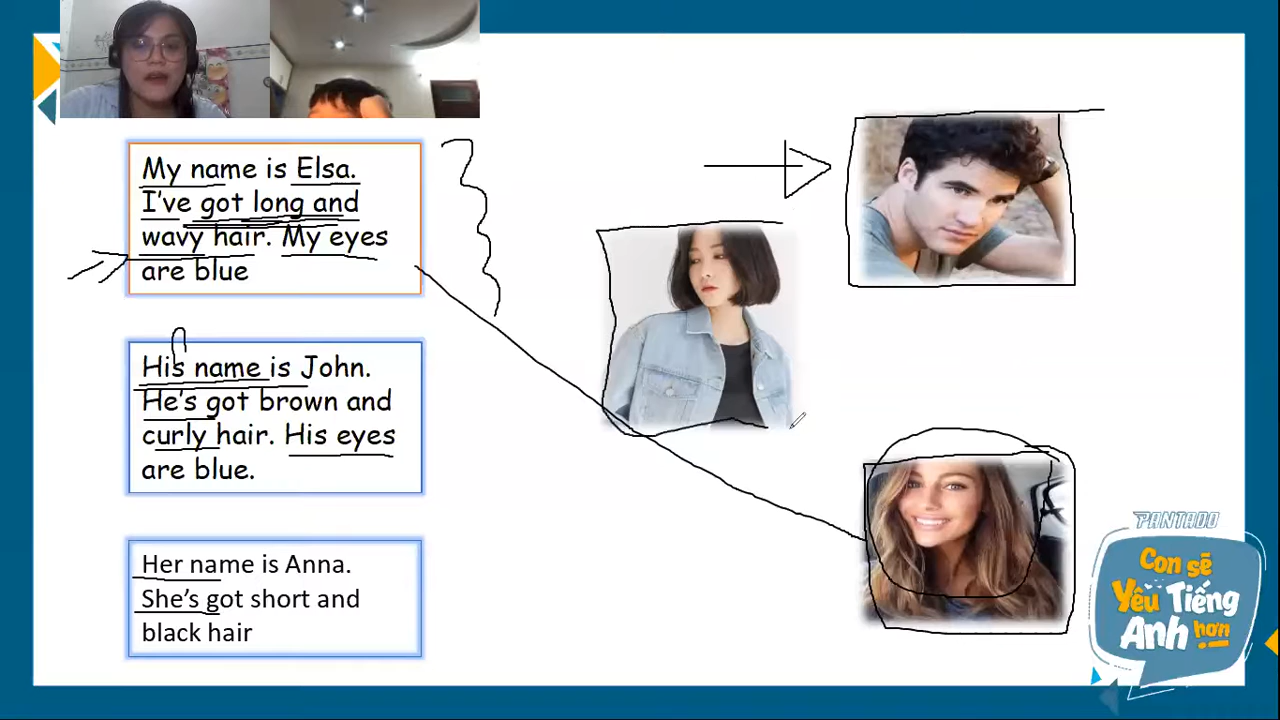 My name is Elsa.
I've got long and
wavy hair. My eyes
are blue
His name is John.
He's got brown and
curly hair. His eyes
are blue.
Her name is Anna.
She's got short and
black hair
PANTADO
Con sẽ
Yêu Tiếng
Anh hơn